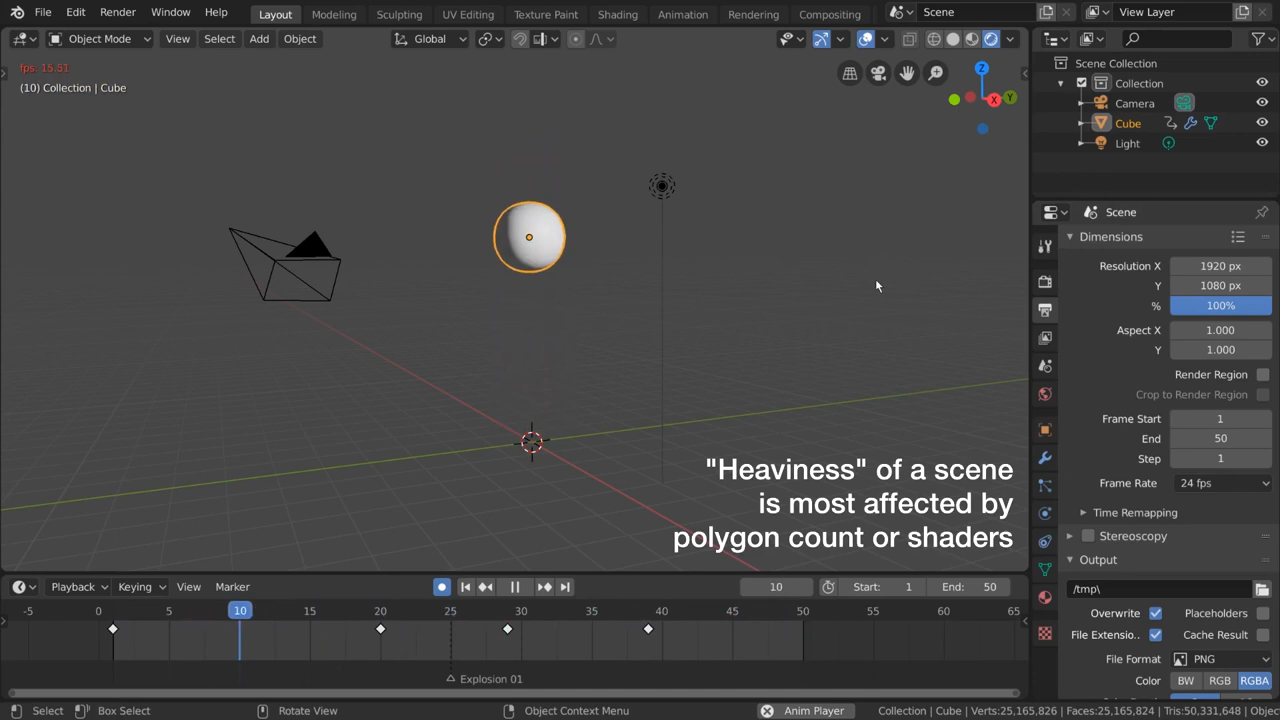 File Edit Render Window Help Layout Modeling Sculpting UV Editing Texture Paint Shading Animation Rendering Compositing Scene View Layer
Object Mode View Select Add Object Global
fps: 15.51
(10) Collection | Cube
Z
X
Y
Scene Collection
Collection
Camera
Cube
Light
Scene
Dimensions
Resolution X 1920 px
Y 1080 px
% 100%
Aspect X 1.000
Y 1.000
Render Region
Crop to Render Region
Frame Start 1
End 50
Step 1
Frame Rate 24 fps
Time Remapping
Stereoscopy
Output
/tmp\
Overwrite Placeholders
File Extensio.. Cache Result
File Format PNG
Color BW RGB RGBA
"Heaviness" of a scene
is most affected by
polygon count or shaders
Playback Keying View Marker 10 Start: 1 End: 50
-5 0 5 10 15 20 25 30 35 40 45 50 55 60 65
Explosion 01
Select Box Select Rotate View Object Context Menu Anim Player Collection | Cube | Verts:25,165,826 | Faces:25,165,824 | Tris:50,331,648 | Objec